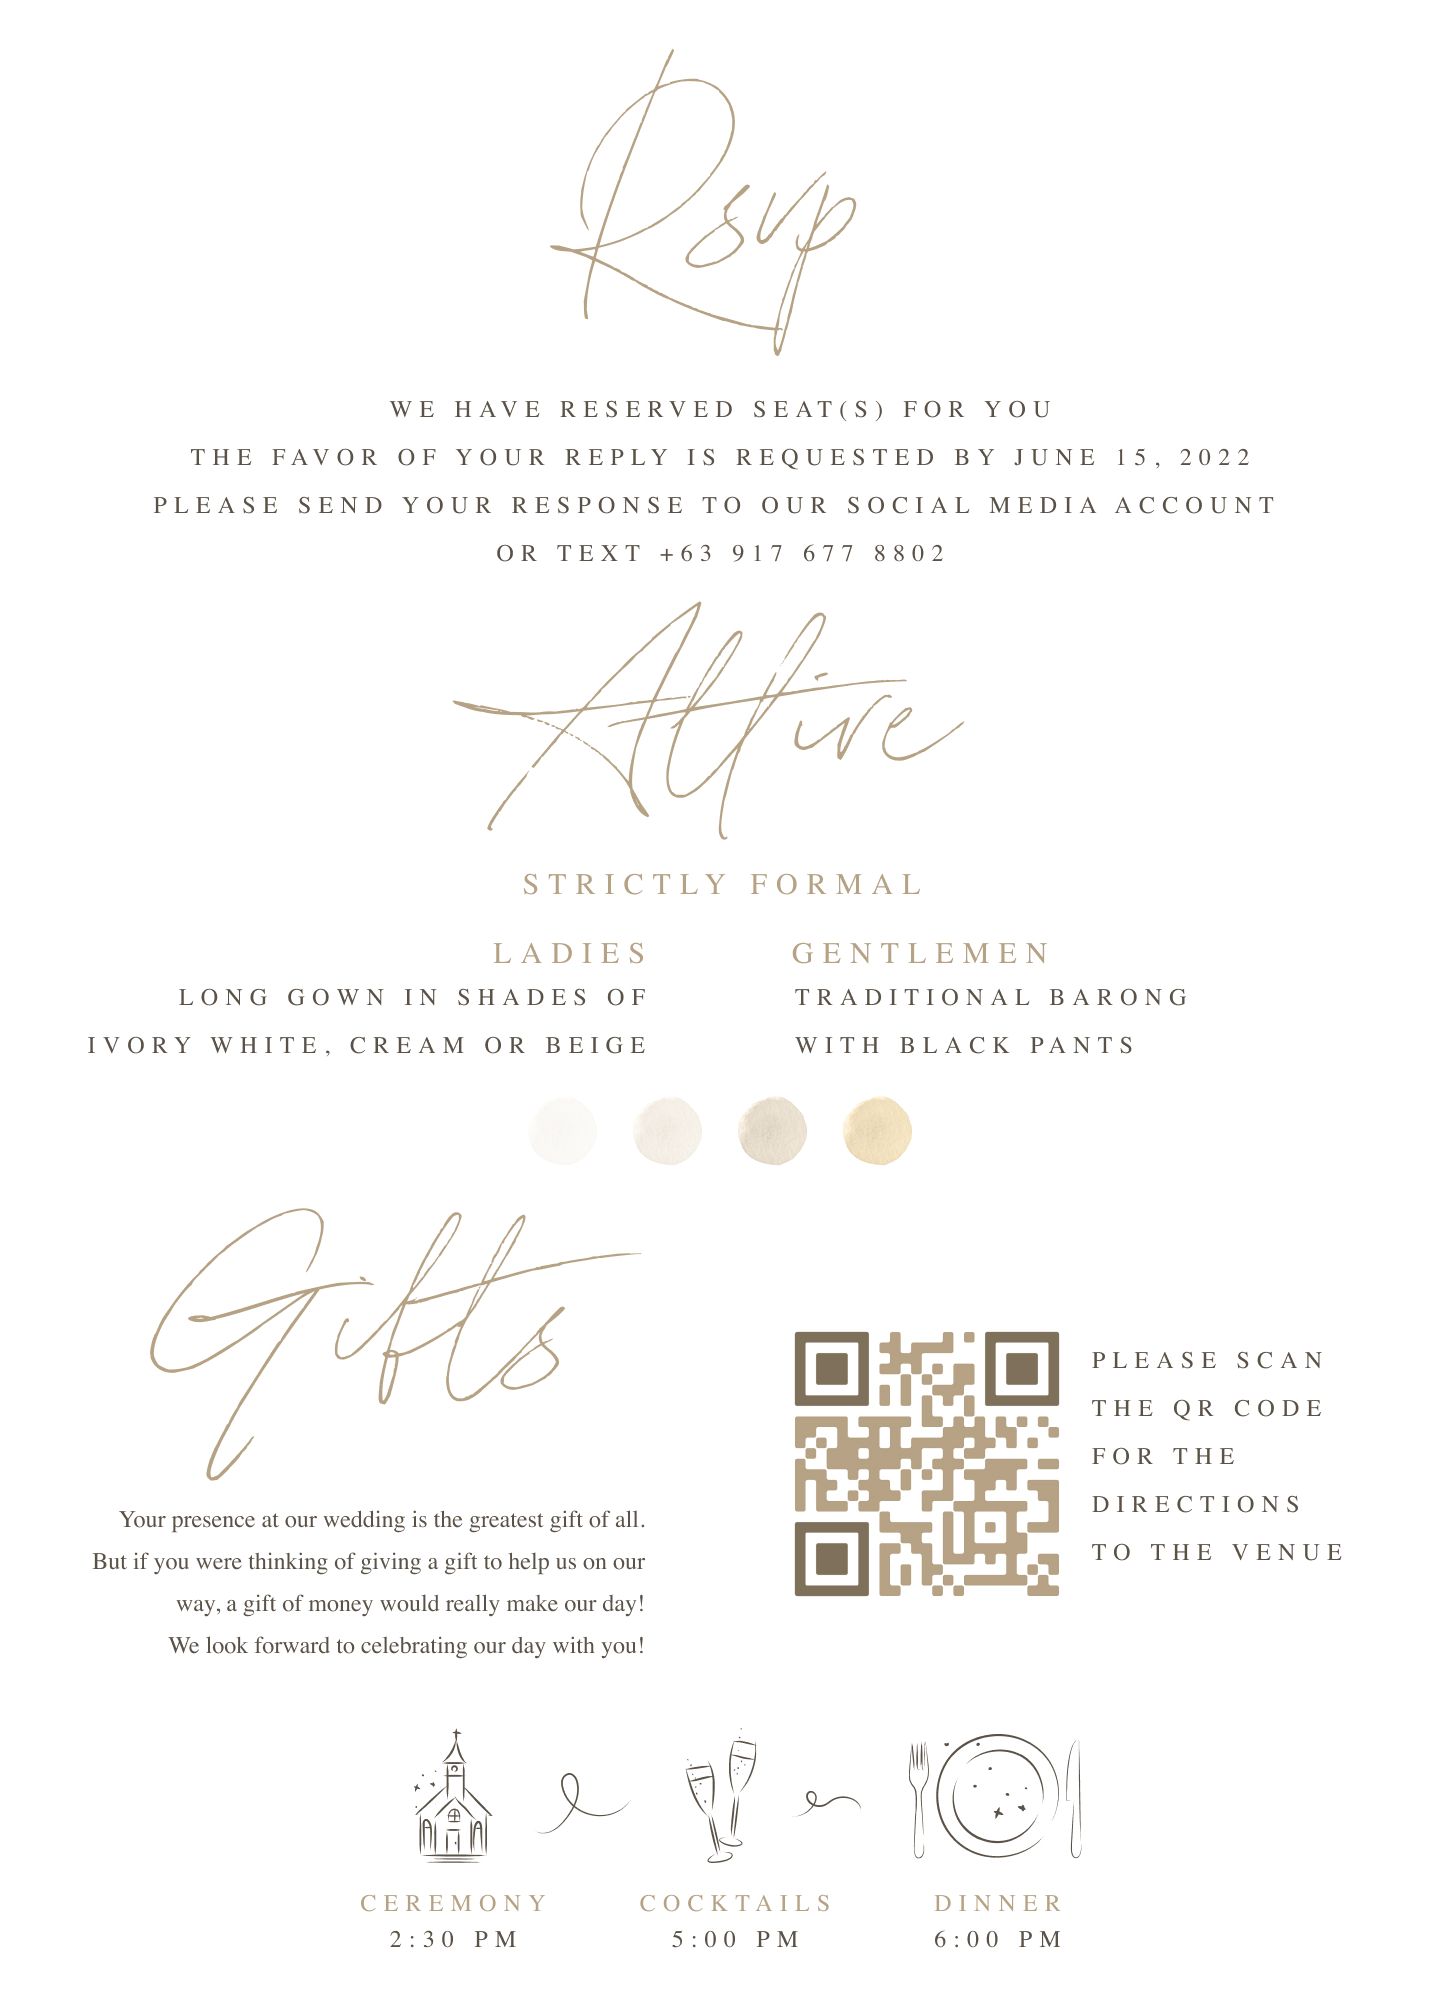 Rsvp
WE HAVE RESERVED SEAT(S) FOR YOU
THE FAVOR OF YOUR REPLY IS REQUESTED BY JUNE 15, 2022
PLEASE SEND YOUR RESPONSE TO OUR SOCIAL MEDIA ACCOUNT
OR TEXT +63 917 677 8802
Attire
STRICTLY FORMAL
LADIES
LONG GOWN IN SHADES OF
IVORY WHITE, CREAM OR BEIGE
GENTLEMEN
TRADITIONAL BARONG
WITH BLACK PANTS
Gifts
Your presence at our wedding is the greatest gift of all.
But if you were thinking of giving a gift to help us on our
way, a gift of money would really make our day!
We look forward to celebrating our day with you!
PLEASE SCAN
THE QR CODE
FOR THE
DIRECTIONS
TO THE VENUE
CEREMONY
2:30 PM
COCKTAILS
5:00 PM
DINNER
6:00 PM